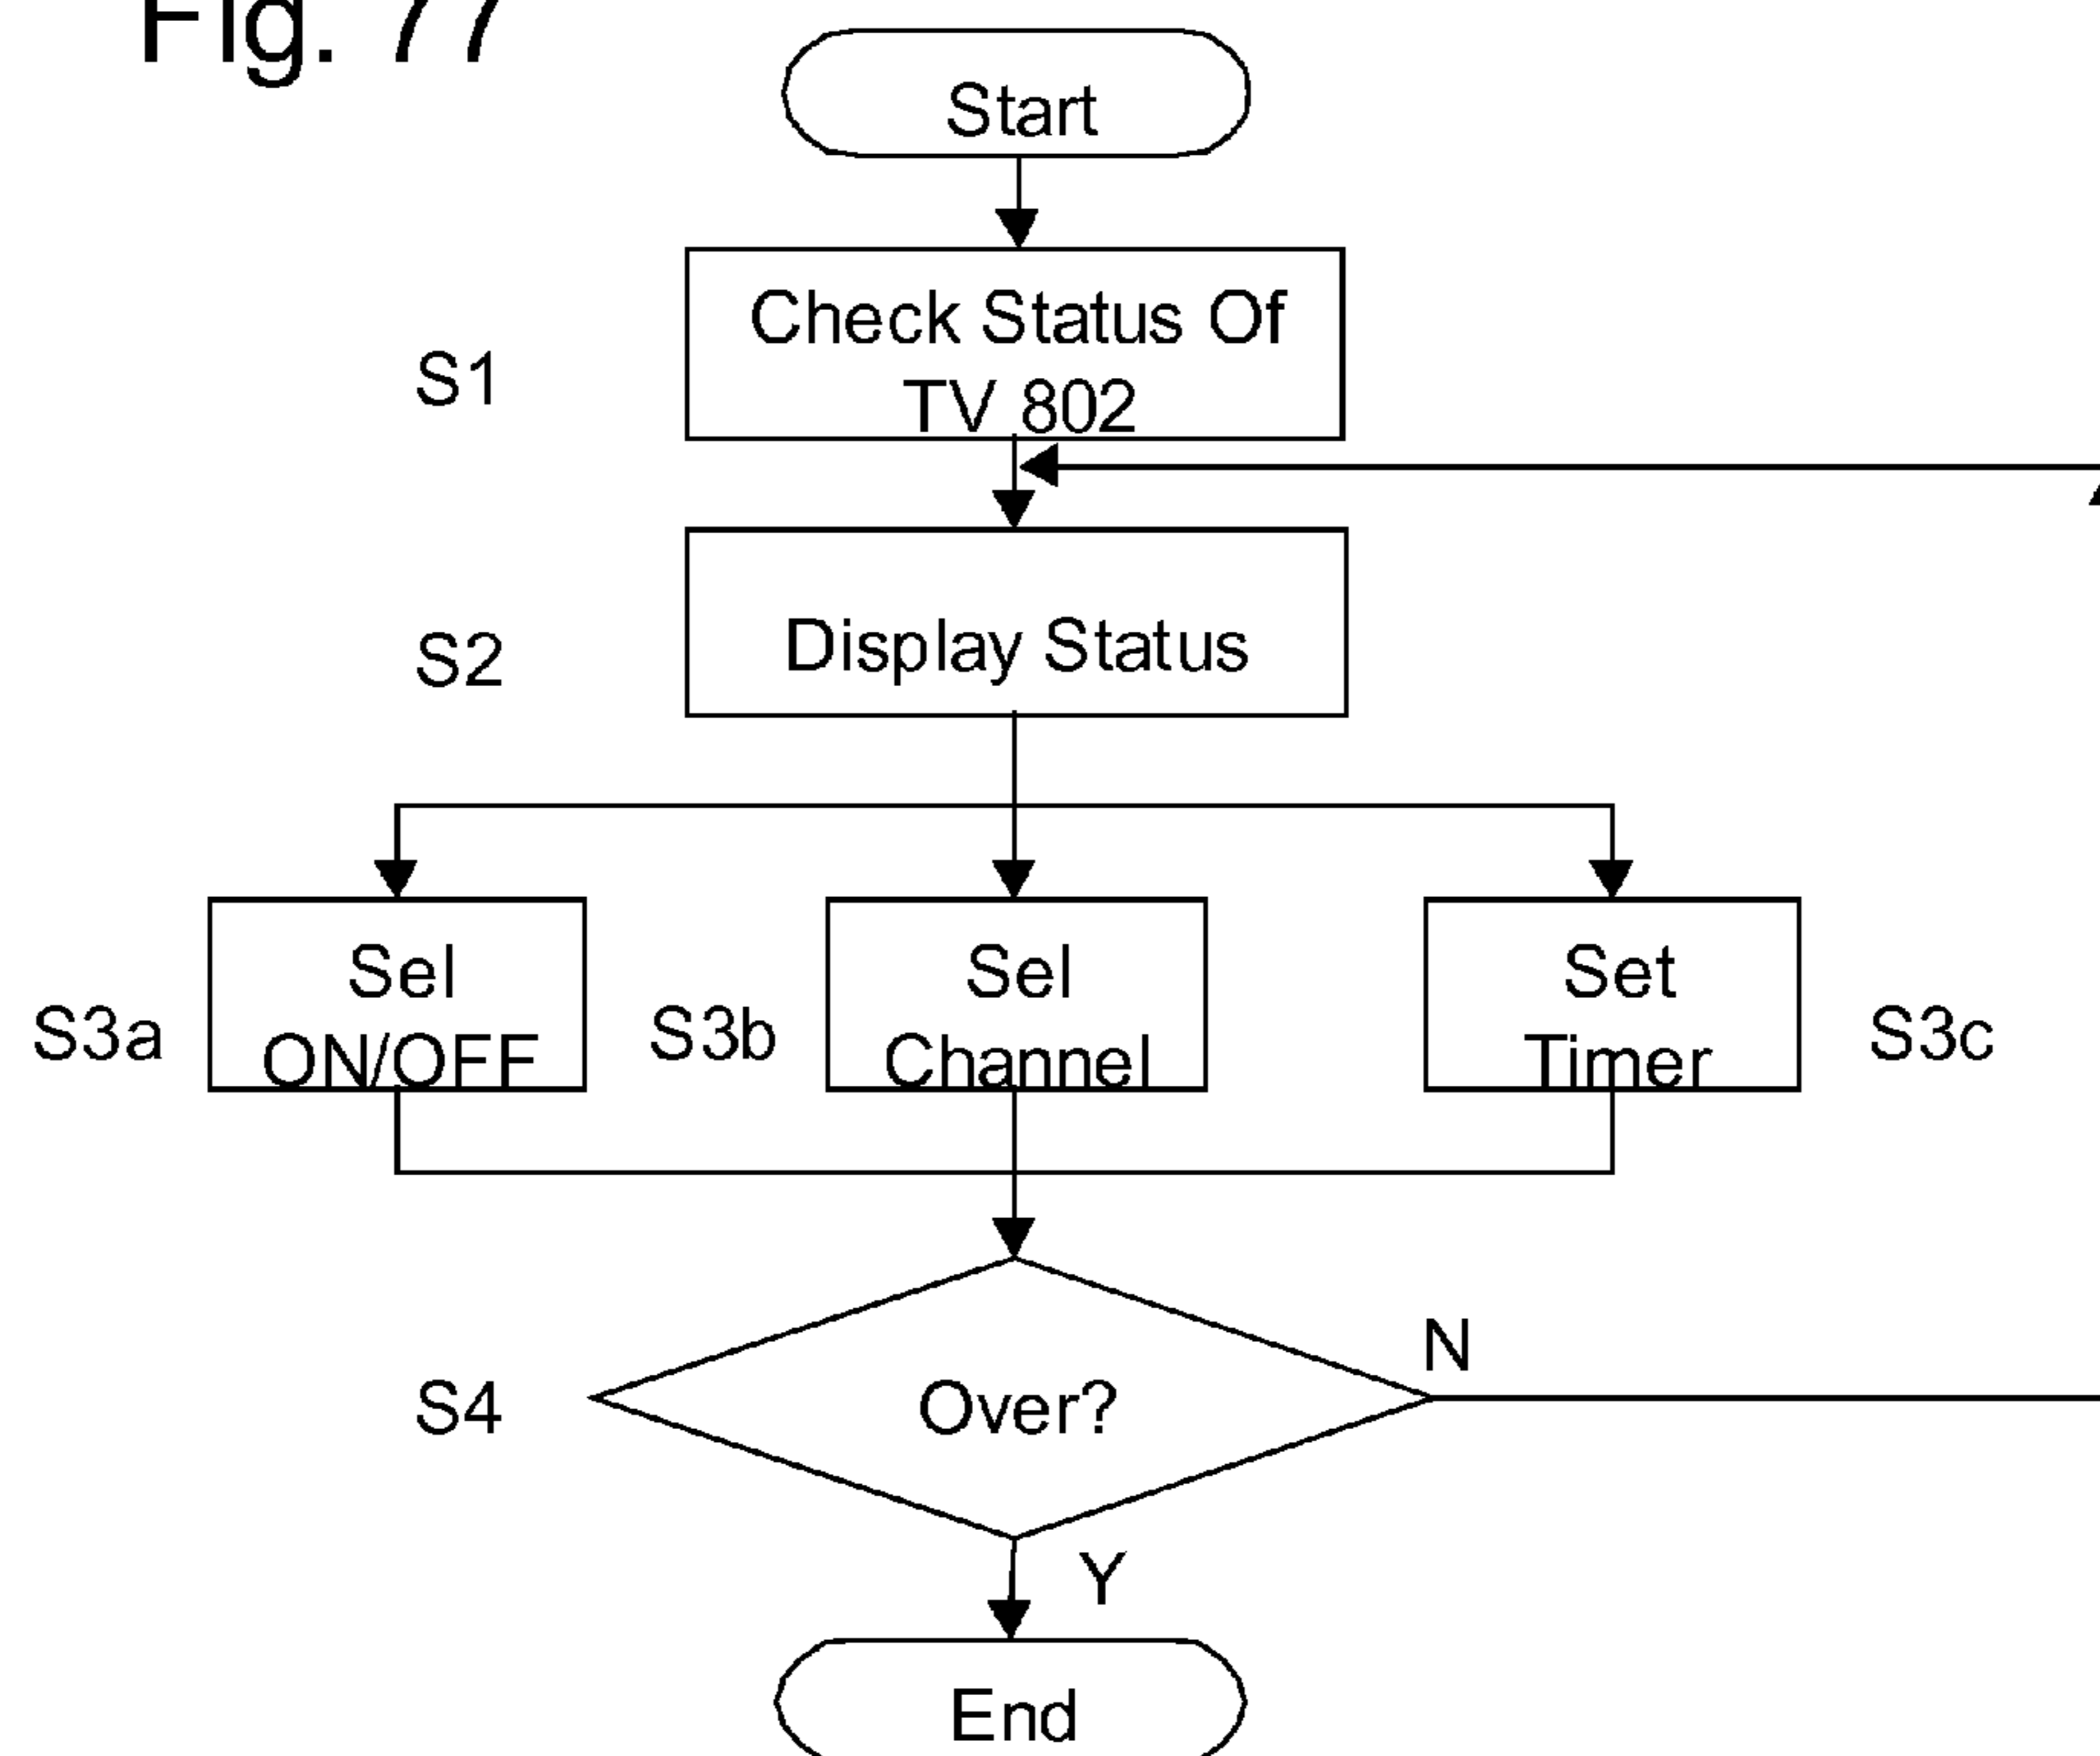 Fig. 77
Start
Check Status Of
TV 802
S1
Display Status
S2
Sel
ON/OFF
S3a
Sel
Channel
S3b
Set
Timer
S3c
Over?
S4
N
Y
End